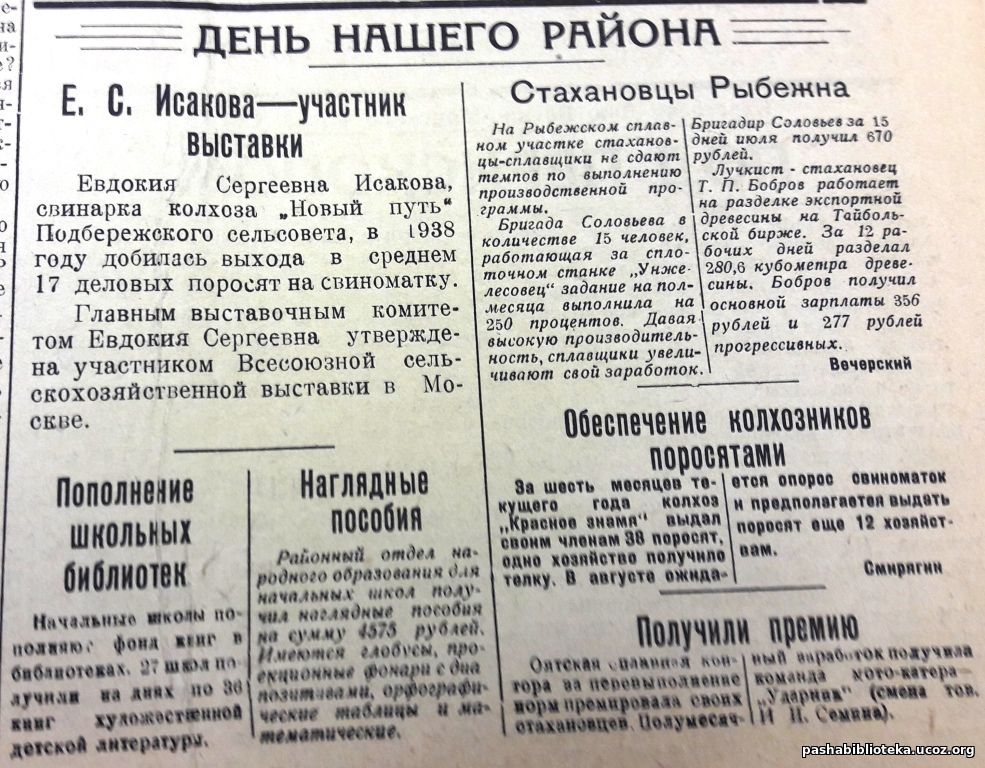 ДЕНЬ НАШЕГО РАЙОНА
Е. С. Исакова—участник
выставки
Евдокия Сергеевна Исакова,
свинарка колхоза „Новый путь“
Подбережского сельсовета, в 1938
году добилась выхода в среднем
17 деловых поросят на свиноматку.
Главным выставочным комите-
том Евдокия Сергеевна утвержде-
на участником Всесоюзной сель-
скохозяйственной выставки в Мо-
скве.
Стахановцы Рыбежна
На Рыбежском сплав-
ном участке стаханов-
цы-сплавщики не сдают
темпов по выполнению
производственной про-
граммы.
Бригада Соловьева в
количестве 15 человек,
работающая за спло-
точном станке „Унже-
лесовец“ задание на пол-
месяца выполнила на
250 процентов. Давая
высокую производитель-
ность, сплавщики увели-
чивают свой заработок.
Бригадир Соловьев за 15
дней июля получил 670
рублей.
Лучкист - стахановец
Т. П. Бобров работает
на разделке экспортной
древесины на Тайболь-
ской бирже. За 12 ра-
бочих дней разделал
280,6 кубометра древе-
сины. Бобров получил
основной зарплаты 356
рублей и 277 рублей
прогрессивных.
Вечерский
Пополнение
школьных
библиотек
Начальные школы по-
полняют фонд книг в
библиотеках. 27 школ по-
лучили на днях по 36
книг художественной
детской литературы.
Наглядные
пособия
Районный отдел на-
родного образования для
начальных школ полу-
чил наглядные пособия
на сумму 4575 рублей.
Имеются глобусы, про-
екционные фонари с диа
позитивами, орфографи-
ческие таблицы и ма-
тематические.
Обеспечение колхозников
поросятами
За шесть месяцев те-
кущего года колхоз
„Красное знамя“ выдал
своим членам 38 поросят,
одно хозяйство получило
телку. В августе ожида-
ется опорос свиноматок
и предполагается выдать
поросят еще 12 хозяйст-
вам.
Смирягин
Получили премию
Оятская сплавная кон-
тора за перевыполнение
норм премировала своих
стахановцев. Полумесяч-
ный заработок получила
команда мото-катера—
„Ударник“ (смена тов.
И. И. Семина).
pashabiblioteka.ucoz.org